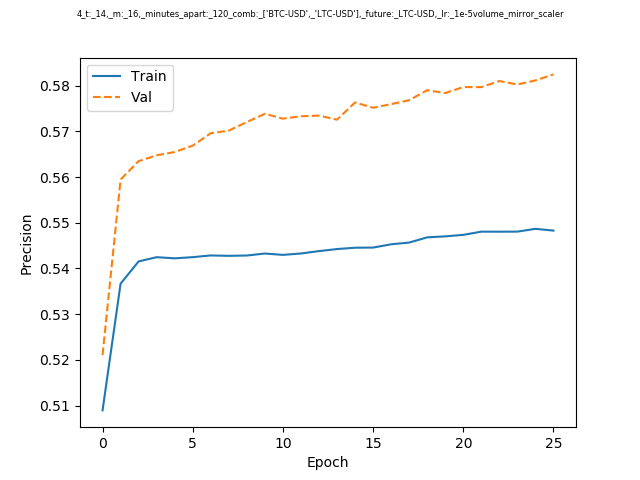 4_t:_14,_m:_16,_minutes_apart:_120_comb:_['BTC-USD',_'LTC-USD'],_future:_LTC-USD,_lr:_1e-5volume_mirror_scaler
Train
Val
0.58
0.57
0.56
0.55
0.54
0.53
0.52
0.51
Precision
0
5
10
15
20
25
Epoch